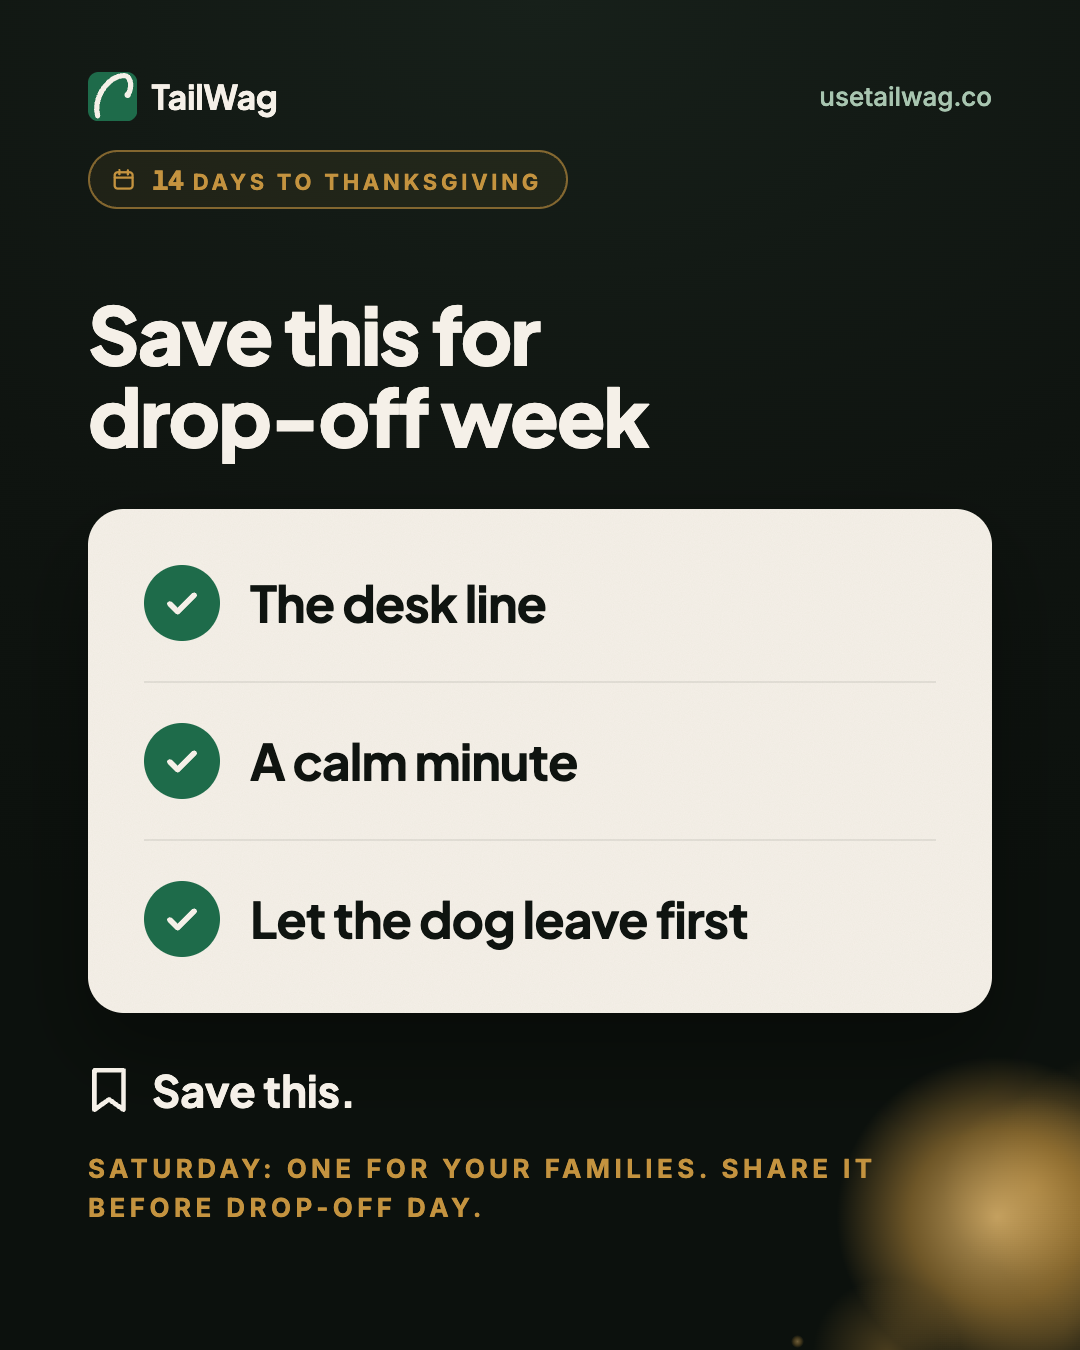 TailWag
usetailwag.co
14 DAYS TO THANKSGIVING
Save this for
drop-off week
The desk line
A calm minute
Let the dog leave first
Save this.
SATURDAY: ONE FOR YOUR FAMILIES. SHARE IT
BEFORE DROP-OFF DAY.